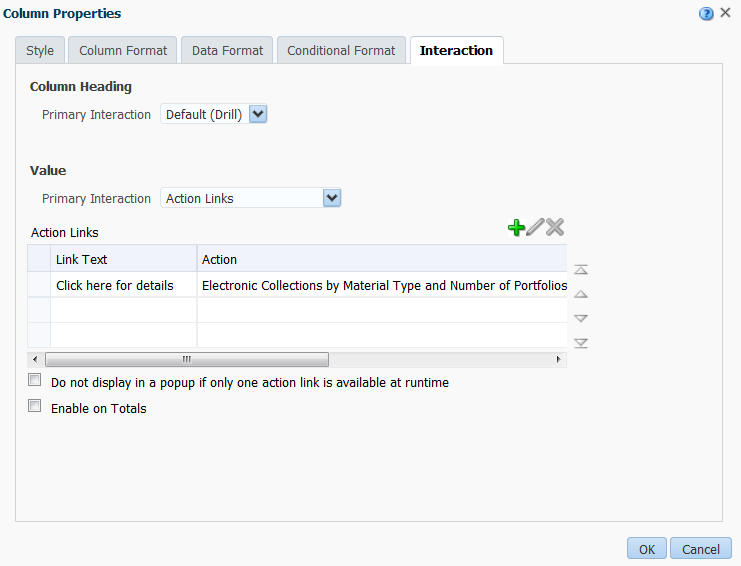 Column Properties
Style Column Format Data Format Conditional Format Interaction
Column Heading
Primary Interaction Default (Drill)
Value
Primary Interaction Action Links
Action Links
Link Text Action
Click here for details Electronic Collections by Material Type and Number of Portfolios
Do not display in a popup if only one action link is available at runtime
Enable on Totals
OK Cancel